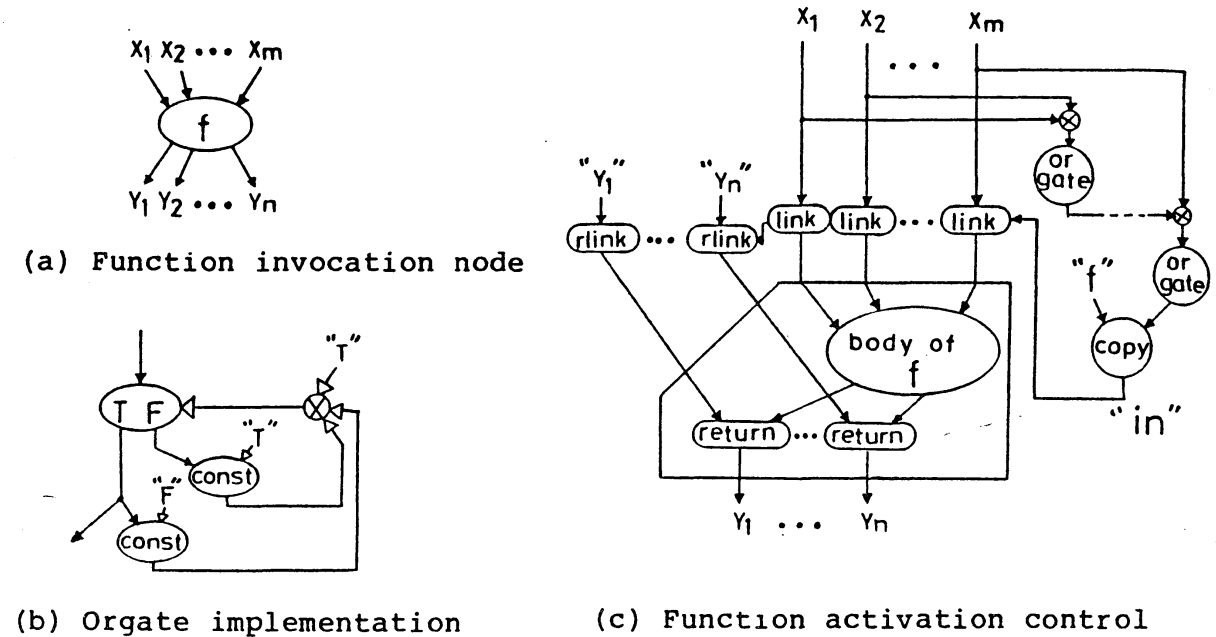 X1 X2 ••• Xm
f
Y1 Y2 ••• Yn
(a) Function invocation node
"T"
T F
"T"
const
"F"
const
(b) Orgate implementation
X1 X2 ••• Xm
or gate
"Y1" "Yn"
rlink ••• rlink link link ••• link
or gate
"f"
copy
body of f
"in"
return ••• return
Y1 ••• Yn
(c) Function activation control